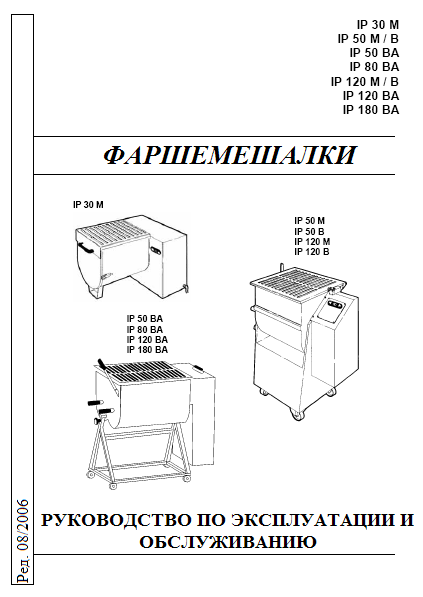 IP 30 M
IP 50 M / B
IP 50 BA
IP 80 BA
IP 120 M / B
IP 120 BA
IP 180 BA
ФАРШЕМЕШАЛКИ
IP 30 M
IP 50 M
IP 50 B
IP 120 M
IP 120 B
IP 50 BA
IP 80 BA
IP 120 BA
IP 180 BA
РУКОВОДСТВО ПО ЭКСПЛУАТАЦИИ И
ОБСЛУЖИВАНИЮ
Ред. 08/2006